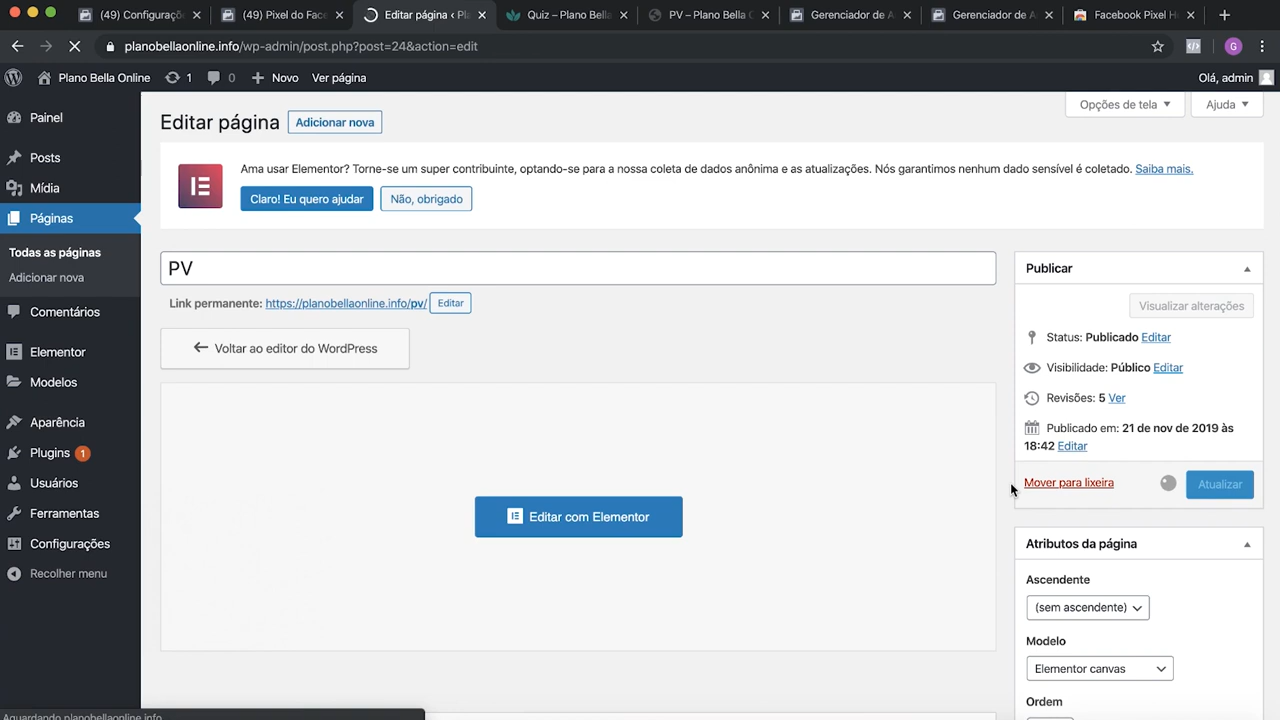 (49) Configuraçõ
(49) Pixel do Face
Editar página ‹ Pla
Quiz – Plano Bella
PV – Plano Bella O
Gerenciador de A
Gerenciador de A
Facebook Pixel He
planobellaonline.info/wp-admin/post.php?post=24&action=edit
G
Plano Bella Online
1
0
Novo
Ver página
Olá, admin
Painel
Posts
Mídia
Páginas
Todas as páginas
Adicionar nova
Comentários
Elementor
Modelos
Aparência
Plugins 1
Usuários
Ferramentas
Configurações
Recolher menu
Opções de tela
Ajuda
Editar página
Adicionar nova
Ama usar Elementor? Torne-se um super contribuinte, optando-se para a nossa coleta de dados anônima e as atualizações. Nós garantimos nenhum dado sensível é coletado. Saiba mais.
Claro! Eu quero ajudar
Não, obrigado
PV
Link permanente: https://planobellaonline.info/pv/ Editar
Voltar ao editor do WordPress
Editar com Elementor
Publicar
Visualizar alterações
Status: Publicado Editar
Visibilidade: Público Editar
Revisões: 5 Ver
Publicado em: 21 de nov de 2019 às
18:42 Editar
Mover para lixeira
Atualizar
Atributos da página
Ascendente
(sem ascendente)
Modelo
Elementor canvas
Ordem
Aguardando planobellaonline.info